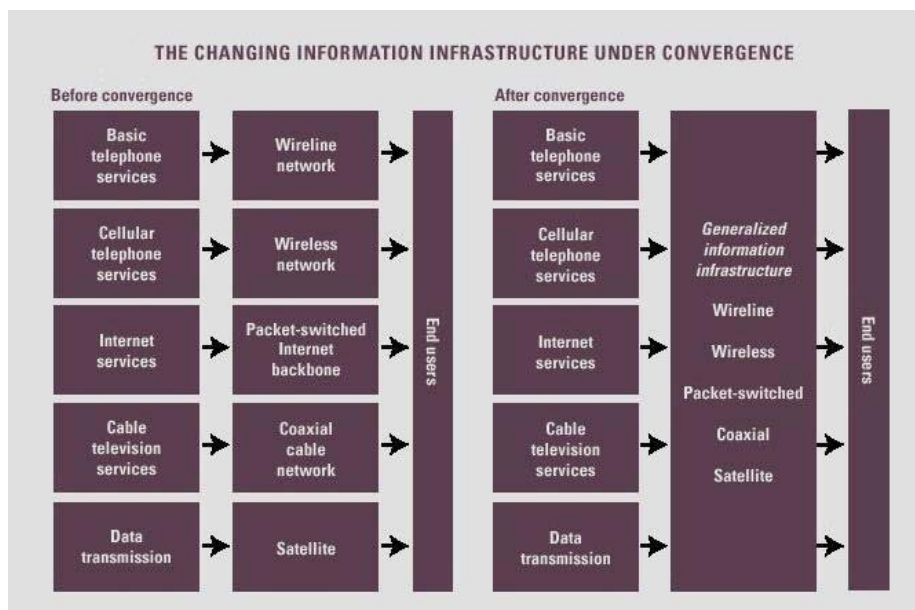 THE CHANGING INFORMATION INFRASTRUCTURE UNDER CONVERGENCE
Before convergence
Basic
telephone
services
Wireline
network
Cellular
telephone
services
Wireless
network
Internet
services
Packet-switched
Internet
backbone
Cable
television
services
Coaxial
cable
network
Data
transmission
Satellite
End users
After convergence
Basic
telephone
services
Cellular
telephone
services
Internet
services
Cable
television
services
Data
transmission
Generalized
information
infrastructure
Wireline
Wireless
Packet-switched
Coaxial
Satellite
End users